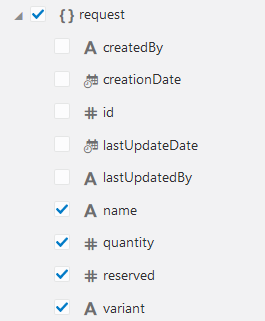 { } request
A createdBy
creationDate
# id
lastUpdateDate
A lastUpdatedBy
A name
# quantity
# reserved
A variant